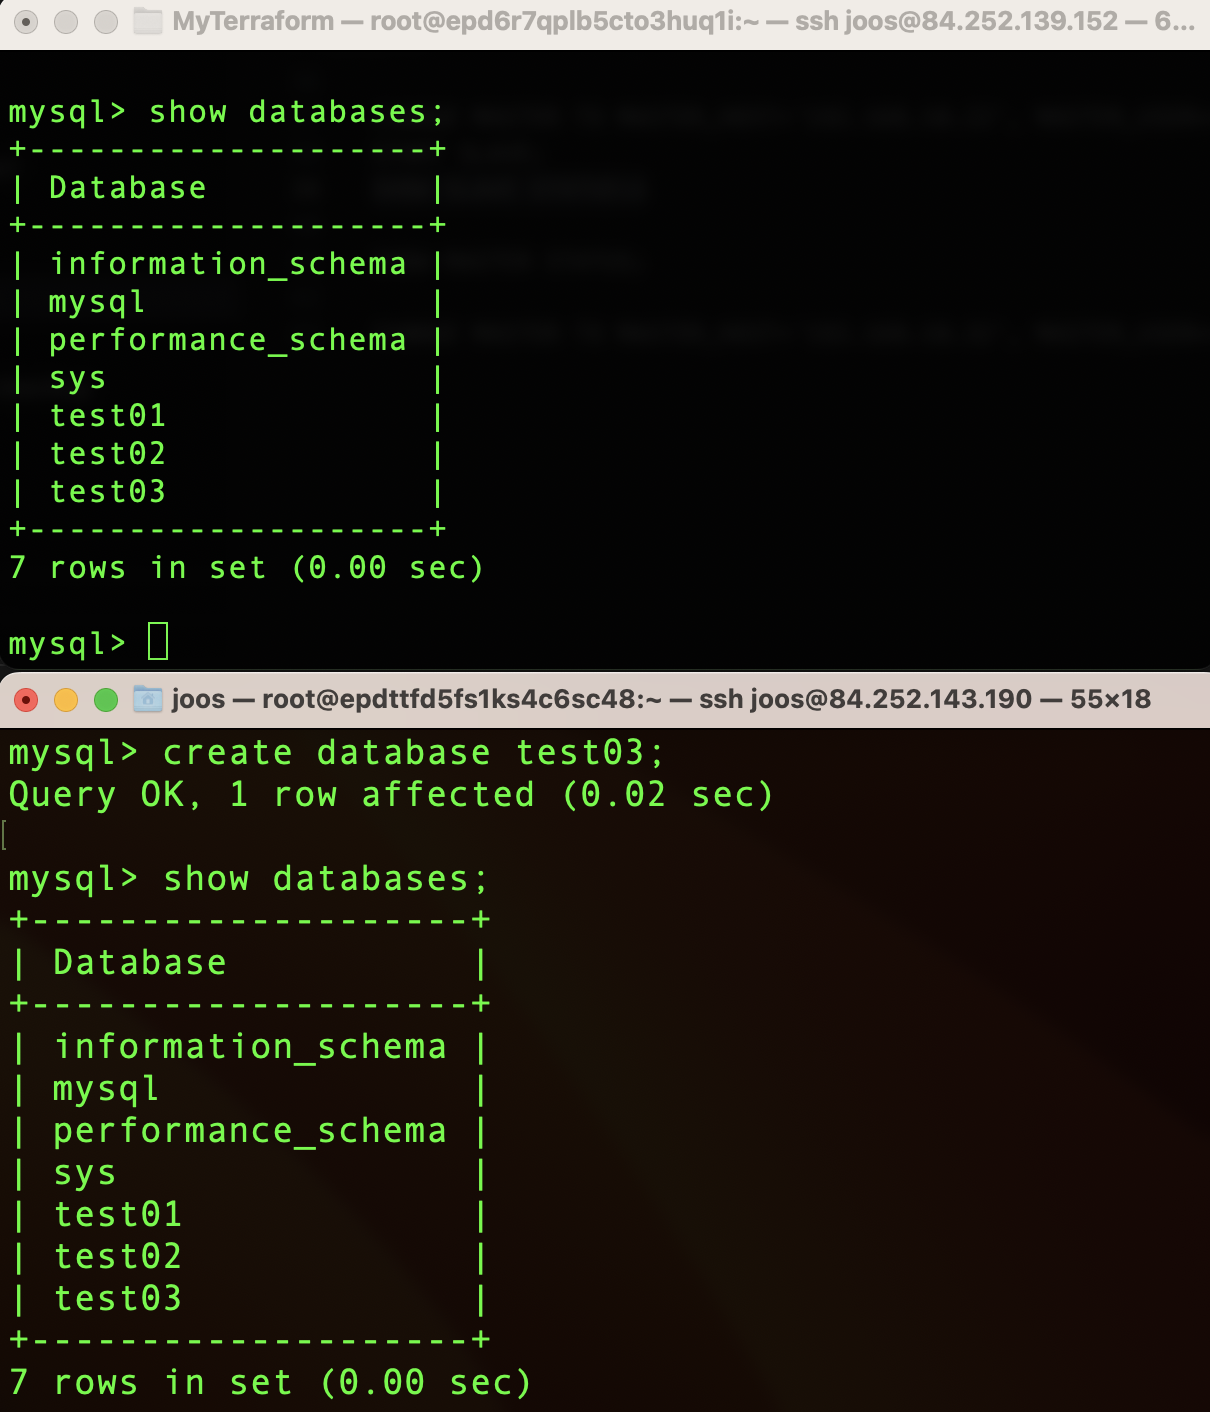 MyTerraform — root@epd6r7qplb5cto3huq1i:~ — ssh joos@84.252.139.152 — 6...
mysql> show databases;
+--------------------+
| Database           |
+--------------------+
| information_schema |
| mysql              |
| performance_schema |
| sys                |
| test01             |
| test02             |
| test03             |
+--------------------+
7 rows in set (0.00 sec)
mysql>
joos — root@epdttfd5fs1ks4c6sc48:~ — ssh joos@84.252.143.190 — 55×18
mysql> create database test03;
Query OK, 1 row affected (0.02 sec)
[
mysql> show databases;
+--------------------+
| Database           |
+--------------------+
| information_schema |
| mysql              |
| performance_schema |
| sys                |
| test01             |
| test02             |
| test03             |
+--------------------+
7 rows in set (0.00 sec)